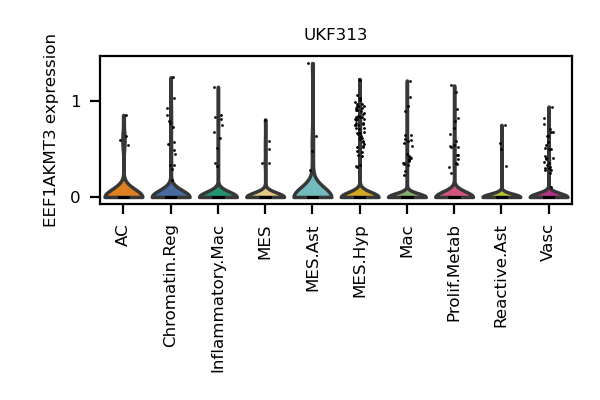 UKF313
EEF1AKMT3 expression
1
0
AC
Chromatin.Reg
Inflammatory.Mac
MES
MES.Ast
MES.Hyp
Mac
Prolif.Metab
Reactive.Ast
Vasc